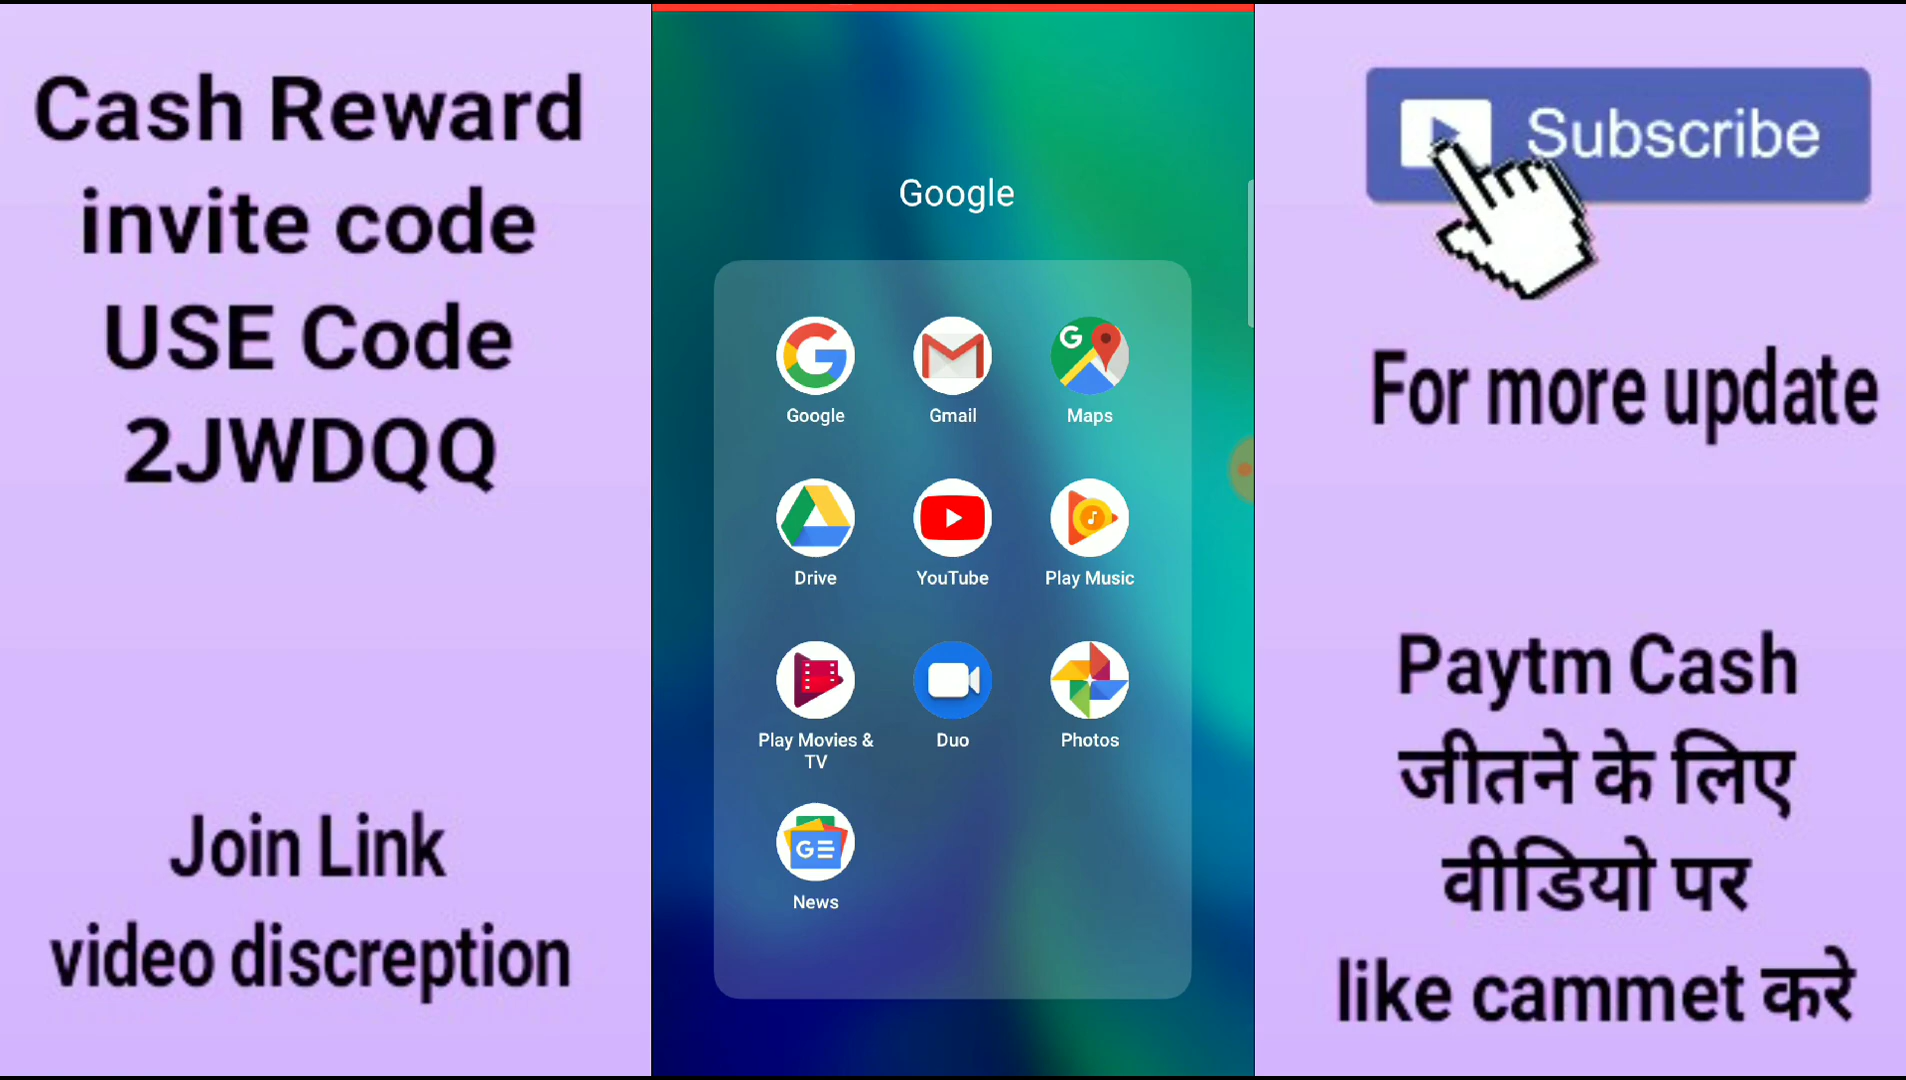 Cash Reward
invite code
USE Code
2JWDQQ
Join Link
video discreption
Google
Google
Gmail
Maps
Drive
YouTube
Play Music
Play Movies &
TV
Duo
Photos
News
Subscribe
For more update
Paytm Cash
जीतने के लिए
वीडियो पर
like cammet करे